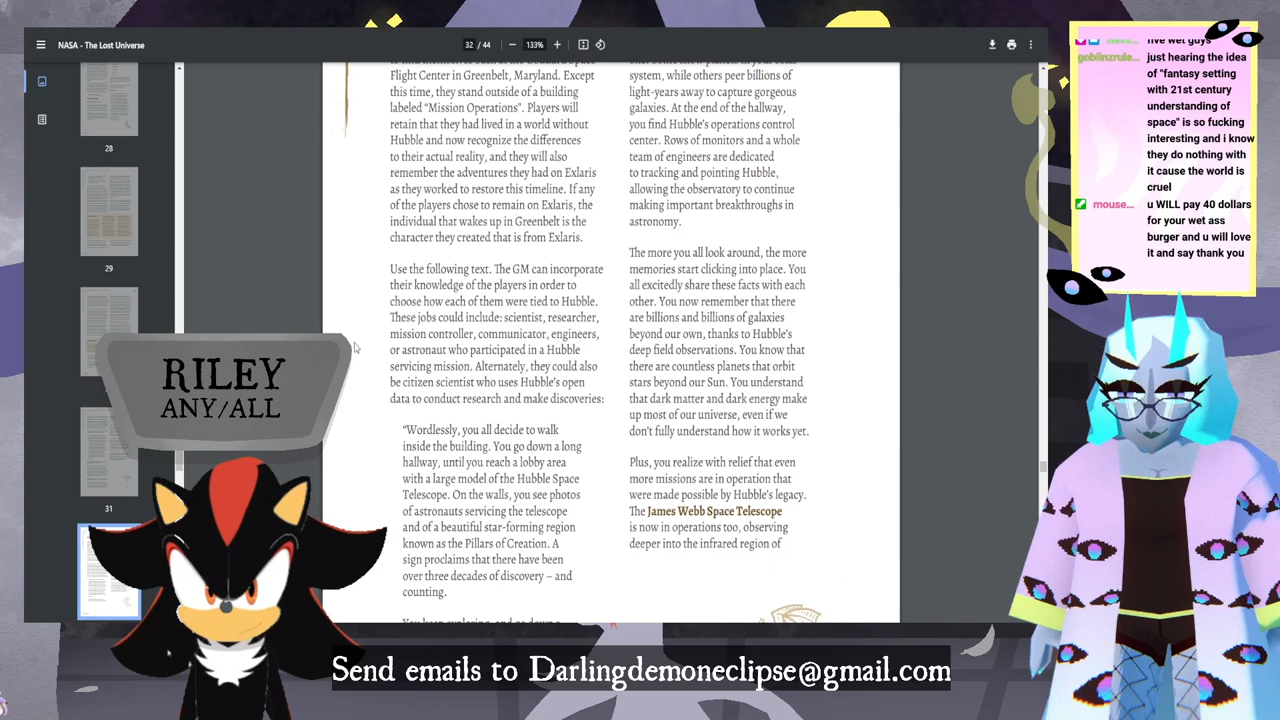 NASA - The Lost Universe
32 / 44
133%
28
29
31
Flight Center in Greenbelt, Maryland. Except
this time, they stand outside of a building
labeled “Mission Operations”. Players will
retain that they had lived in a world without
Hubble and now recognize the differences
to their actual reality, and they will also
remember the adventures they had on Exlaris
as they worked to restore this timeline. If any
of the players chose to remain on Exlaris, the
individual that wakes up in Greenbelt is the
character they created that is from Exlaris.
Use the following text. The GM can incorporate
their knowledge of the players in order to
choose how each of them were tied to Hubble.
These jobs could include: scientist, researcher,
mission controller, communicator, engineers,
or astronaut who participated in a Hubble
servicing mission. Alternately, they could also
be citizen scientist who uses Hubble’s open
data to conduct research and make discoveries:
“Wordlessly, you all decide to walk
inside the building. You go down a long
hallway, until you reach a lobby area
with a large model of the Hubble Space
Telescope. On the walls, you see photos
of astronauts servicing the telescope
and of a beautiful star-forming region
known as the Pillars of Creation. A
sign proclaims that there have been
over three decades of discovery – and
counting.
system, while others peer billions of
light-years away to capture gorgeous
galaxies. At the end of the hallway,
you find Hubble’s operations control
center. Rows of monitors and a whole
team of engineers are dedicated
to tracking and pointing Hubble,
allowing the observatory to continue
making important breakthroughs in
astronomy.
The more you all look around, the more
memories start clicking into place. You
all excitedly share these facts with each
other. You now remember that there
are billions and billions of galaxies
beyond our own, thanks to Hubble’s
deep field observations. You know that
there are countless planets that orbit
stars beyond our Sun. You understand
that dark matter and dark energy make
up most of our universe, even if we
don’t fully understand how it works yet.
Plus, you realize with relief that even
more missions are in operation that
were made possible by Hubble’s legacy.
The James Webb Space Telescope
is now in operations too, observing
deeper into the infrared region of
RILEY
ANY/ALL
five wet guys
goblinzrule...
just hearing the idea
of "fantasy setting
with 21st century
understanding of
space" is so fucking
interesting and i know
they do nothing with
it cause the world is
cruel
mouse...
u WILL pay 40 dollars
for your wet ass
burger and u will love
it and say thank you
Send emails to Darlingdemoneclipse@gmail.com